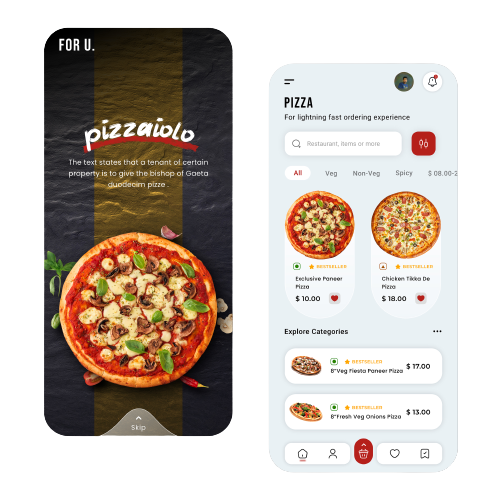 FOR U.
pizzaiolo
The text states that a tenant of certain
property is to give the bishop of Gaeta
duodecim pizze
Skip
PIZZA
For lightning fast ordering experience
Restaurant, items or more
All Veg Non-Veg Spicy $ 08.00-2
BESTSELLER
Exclusive Paneer
Pizza
$ 10.00
BESTSELLER
Chicken Tikka De
Pizza
$ 18.00
Explore Categories
BESTSELLER
8"Veg Fiesta Paneer Pizza
$ 17.00
BESTSELLER
8"Fresh Veg Onions Pizza
$ 13.00